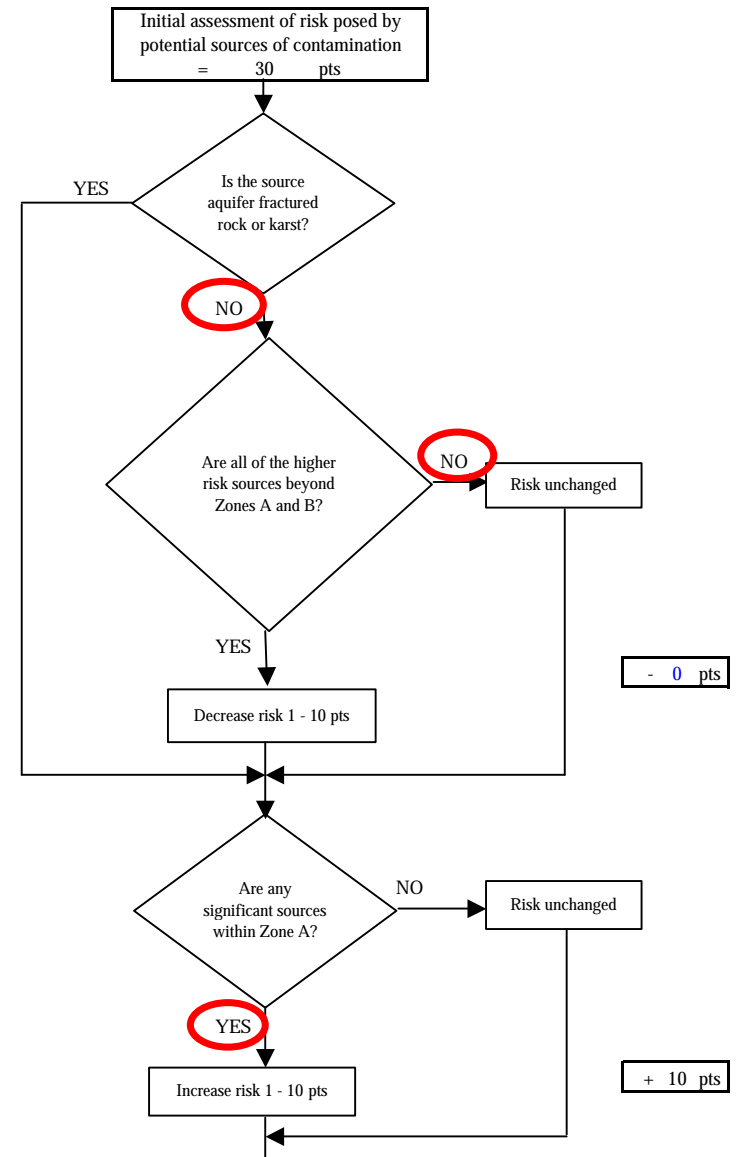 Initial assessment of risk posed by
potential sources of contamination
= 30 pts
YES
Is the source
aquifer fractured
rock or karst?
NO
Are all of the higher
risk sources beyond
Zones A and B?
NO
Risk unchanged
YES
- 0 pts
Decrease risk 1 - 10 pts
Are any
significant sources
within Zone A?
NO
Risk unchanged
YES
+ 10 pts
Increase risk 1 - 10 pts